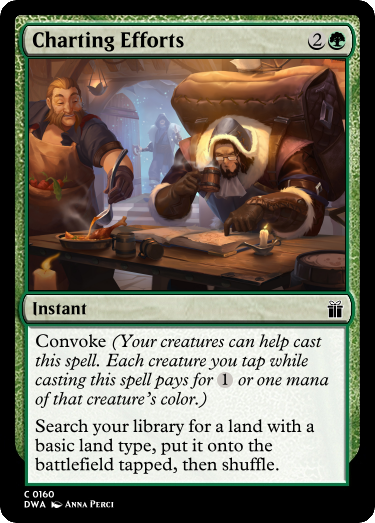 Charting Efforts 2
Instant
Convoke (Your creatures can help cast
this spell. Each creature you tap while
casting this spell pays for 1 or one mana
of that creature's color.)
Search your library for a land with a
basic land type, put it onto the
battlefield tapped, then shuffle.
C 0160
DWA Anna Perci